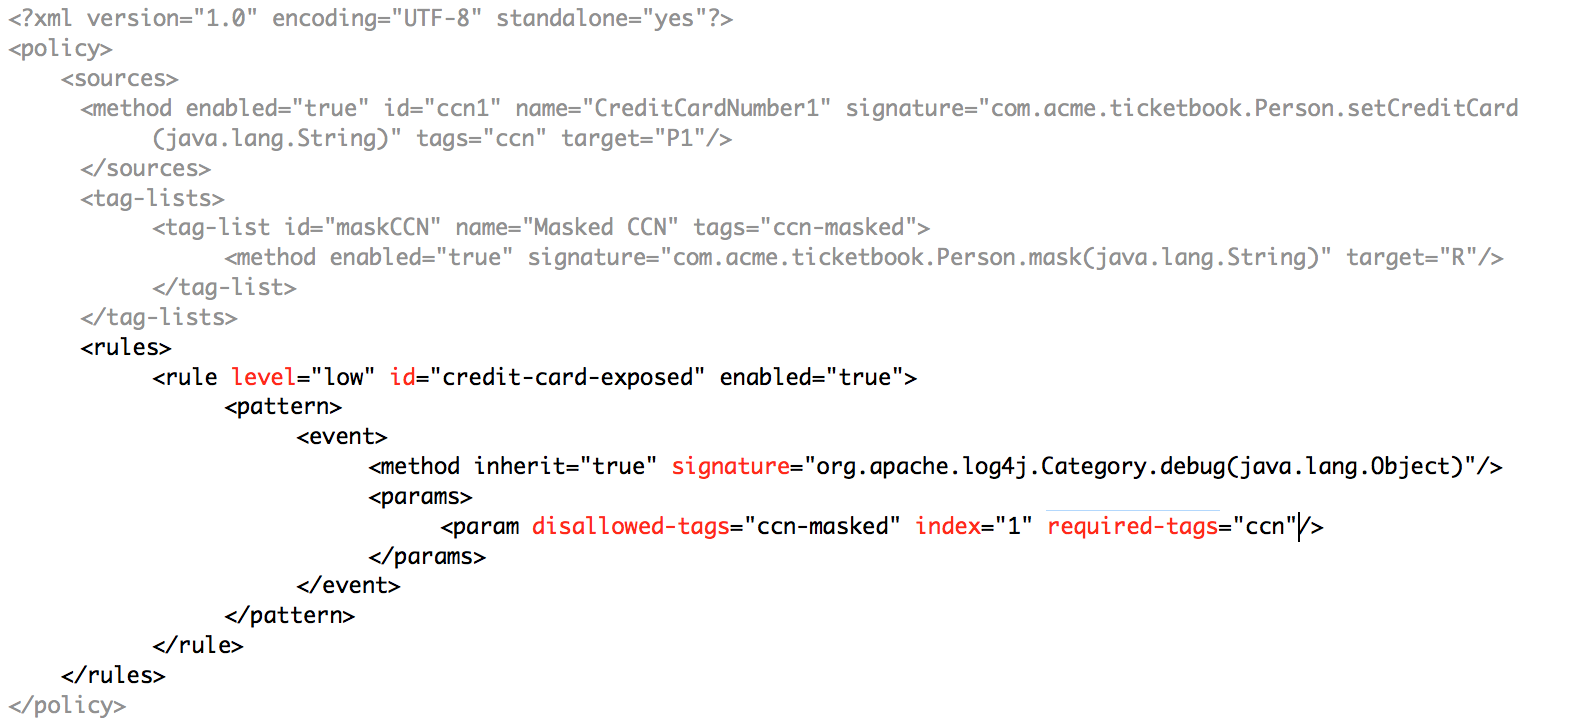 <?xml version="1.0" encoding="UTF-8" standalone="yes"?>
<policy>
<sources>
<method enabled="true" id="ccn1" name="CreditCardNumber1" signature="com.acme.ticketbook.Person.setCreditCard
(java.lang.String)" tags="ccn" target="P1"/>
</sources>
<tag-lists>
<tag-list id="maskCCN" name="Masked CCN" tags="ccn-masked">
<method enabled="true" signature="com.acme.ticketbook.Person.mask(java.lang.String)" target="R"/>
</tag-list>
</tag-lists>
<rules>
<rule level="low" id="credit-card-exposed" enabled="true">
<pattern>
<event>
<method inherit="true" signature="org.apache.log4j.Category.debug(java.lang.Object)"/>
<params>
<param disallowed-tags="ccn-masked" index="1" required-tags="ccn"/>
</params>
</event>
</pattern>
</rule>
</rules>
</policy>